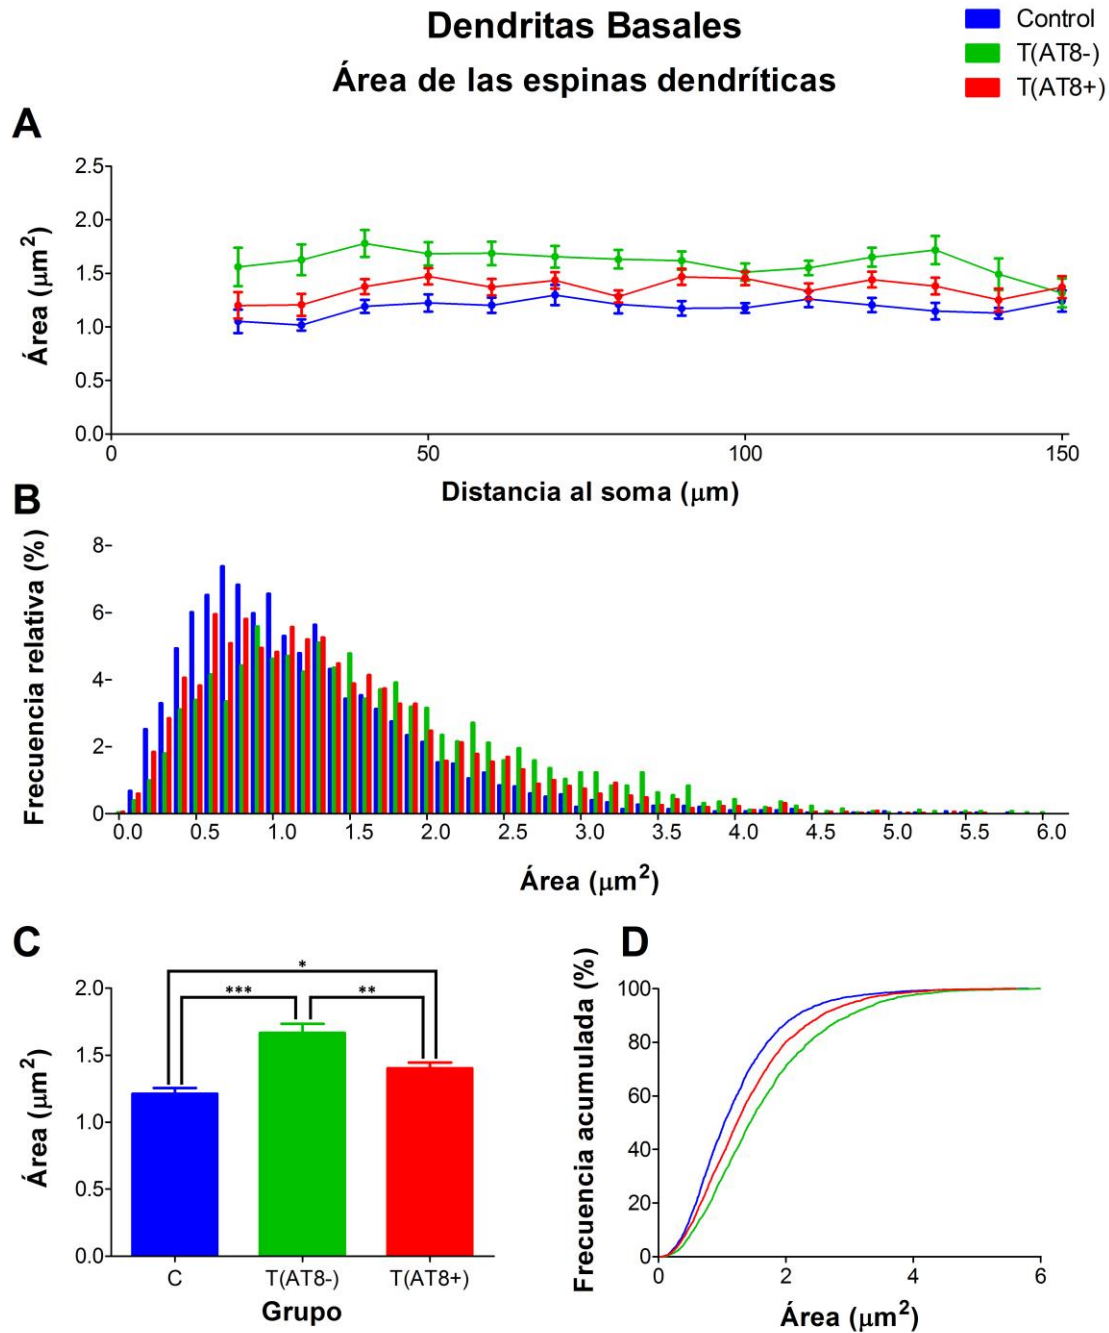 Dendritas Basales
Área de las espinas dendríticas
Control
T(AT8-)
T(AT8+)
A
2.5
2.0
1.5
1.0
0.5
0.0
Área (μm²)
0 50 100 150
Distancia al soma (μm)
B
8
6
4
2
0
Frecuencia relativa (%)
0.0 0.5 1.0 1.5 2.0 2.5 3.0 3.5 4.0 4.5 5.0 5.5 6.0
Área (μm²)
C
2.0
1.5
1.0
0.5
0.0
Área (μm²)
*
*** **
C T(AT8-) T(AT8+)
Grupo
D
100
80
60
40
20
0
Frecuencia acumulada (%)
0 2 4 6
Área (μm²)